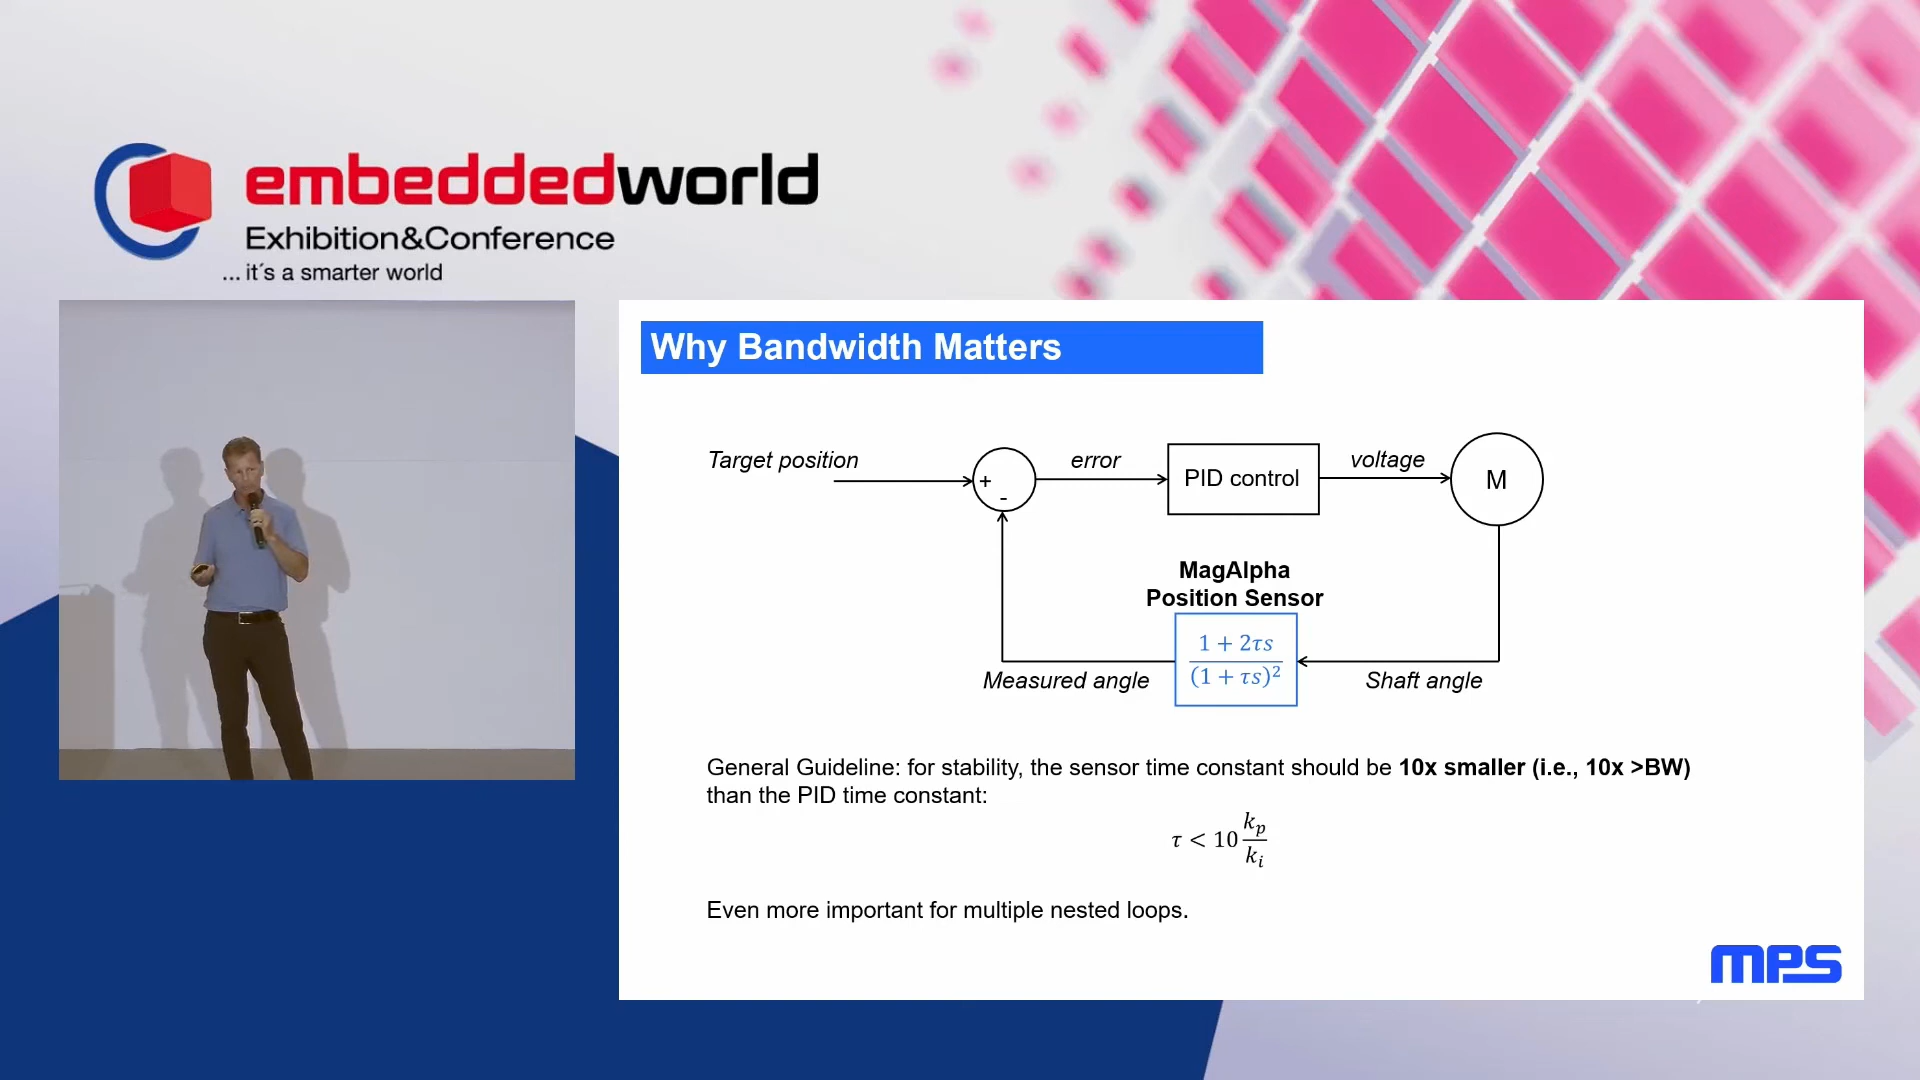 embeddedworld
Exhibition&Conference
... it´s a smarter world
Why Bandwidth Matters
Target position
+
-
error
PID control
voltage
M
MagAlpha
Position Sensor
1 + 2τs
(1 + τs)²
Measured angle
Shaft angle
General Guideline: for stability, the sensor time constant should be 10x smaller (i.e., 10x >BW)
than the PID time constant:
τ < 10 kₚ/kᵢ
Even more important for multiple nested loops.
mps